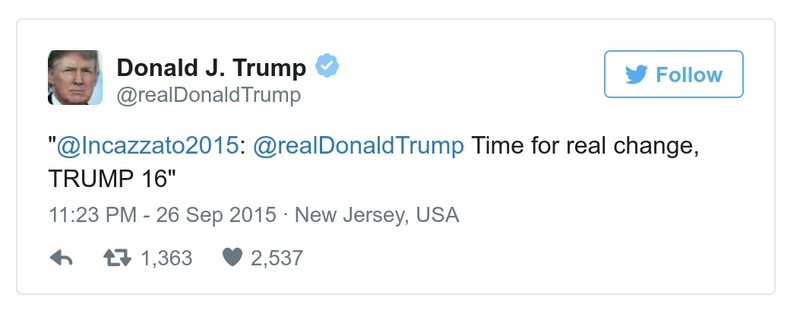 Donald J. Trump
Follow
@realDonaldTrump
"@Incazzato2015: @realDonaldTrump Time for real change,
TRUMP 16"
11:23 PM - 26 Sep 2015 · New Jersey, USA
1,363 2,537